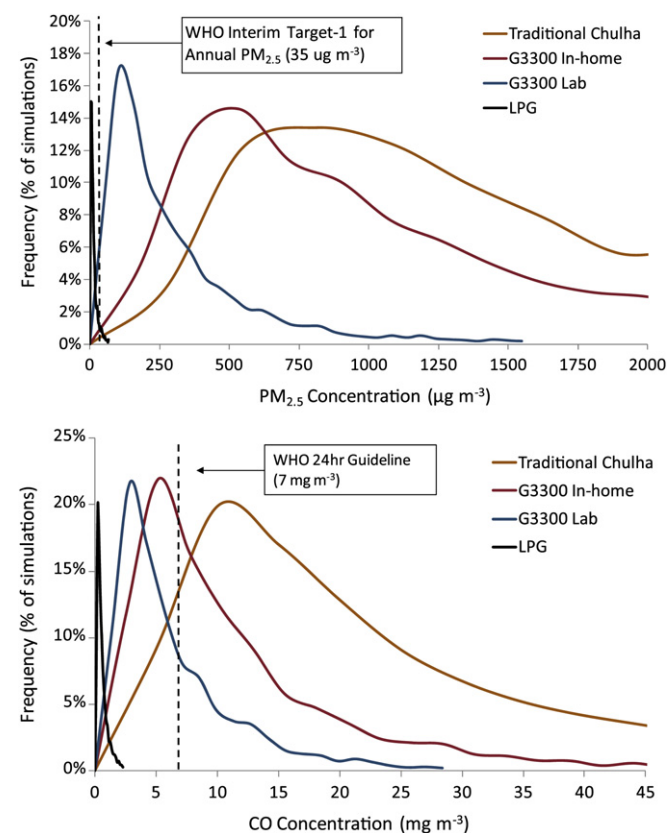 20%
18%
16%
14%
12%
10%
8%
6%
4%
2%
0%
Frequency (% of simulations)
WHO Interim Target-1 for
Annual PM2.5 (35 ug m-3)
Traditional Chulha
G3300 In-home
G3300 Lab
LPG
0
250
500
750
1000
1250
1500
1750
2000
PM2.5 Concentration (µg m-3)
25%
20%
15%
10%
5%
0%
Frequency (% of simulations)
WHO 24hr Guideline
(7 mg m-3)
Traditional Chulha
G3300 In-home
G3300 Lab
LPG
0
5
10
15
20
25
30
35
40
45
CO Concentration (mg m-3)